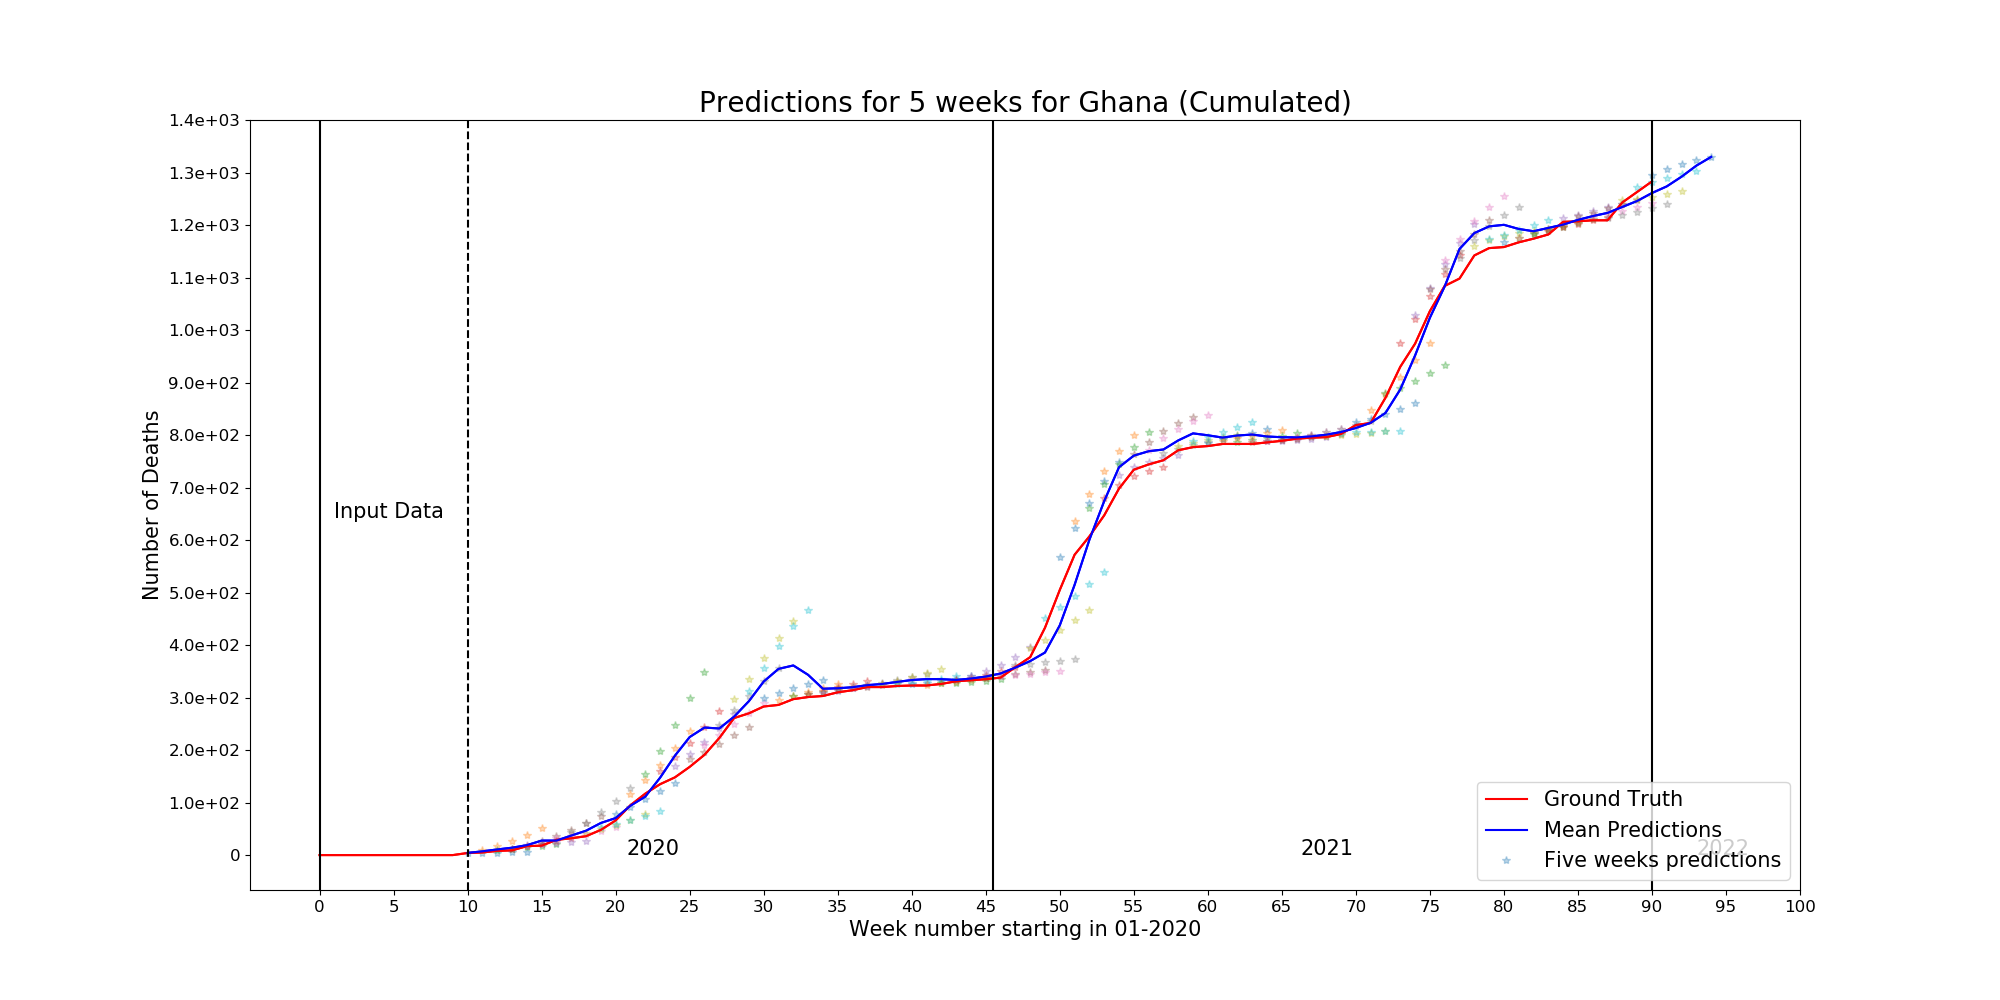 Predictions for 5 weeks for Ghana (Cumulated)
1.4e+03
1.3e+03
1.2e+03
1.1e+03
1.0e+03
9.0e+02
8.0e+02
7.0e+02
6.0e+02
5.0e+02
4.0e+02
3.0e+02
2.0e+02
1.0e+02
0
Number of Deaths
Input Data
2020
2021
2022
Ground Truth
Mean Predictions
Five weeks predictions
0 5 10 15 20 25 30 35 40 45 50 55 60 65 70 75 80 85 90 95 100
Week number starting in 01-2020